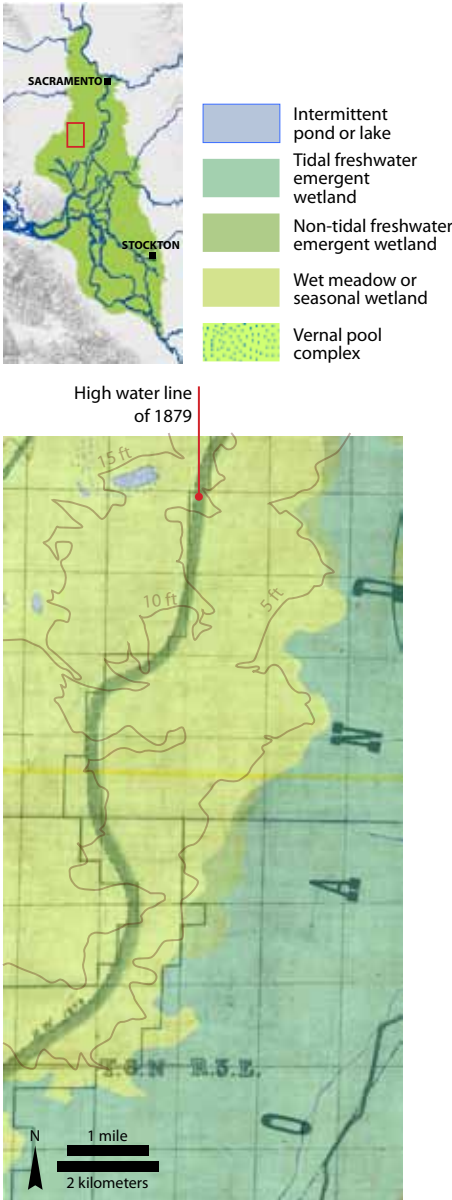 SACRAMENTO
STOCKTON
Intermittent
pond or lake
Tidal freshwater
emergent
wetland
Non-tidal freshwater
emergent wetland
Wet meadow or
seasonal wetland
Vernal pool
complex
High water line
of 1879
15 ft
10 ft
5 ft
D
N
A
T.6.N R.3.E.
O
N
1 mile
2 kilometers